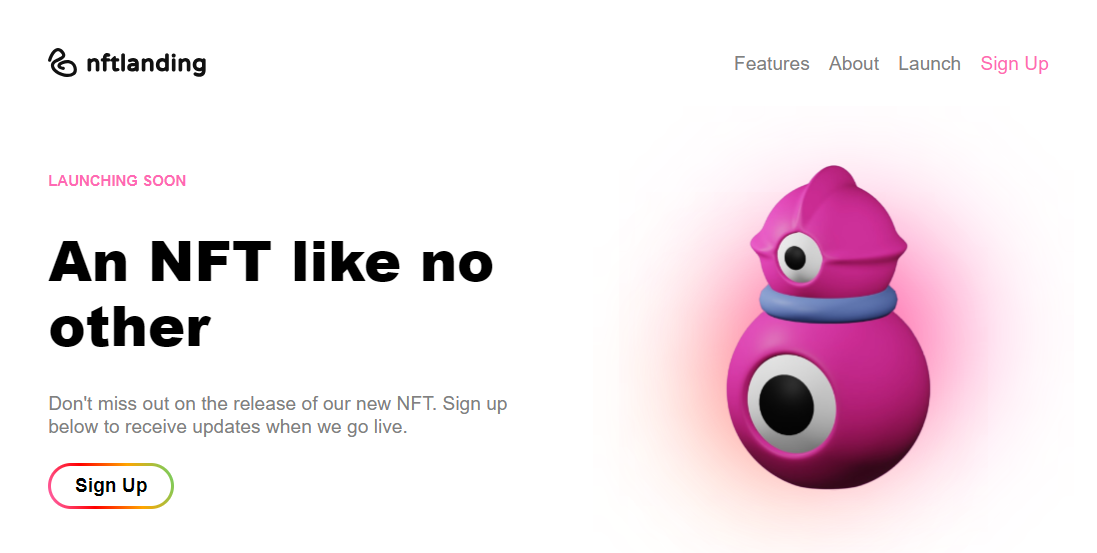 nftlanding
Features About Launch Sign Up
LAUNCHING SOON
An NFT like no
other
Don't miss out on the release of our new NFT. Sign up
below to receive updates when we go live.
Sign Up